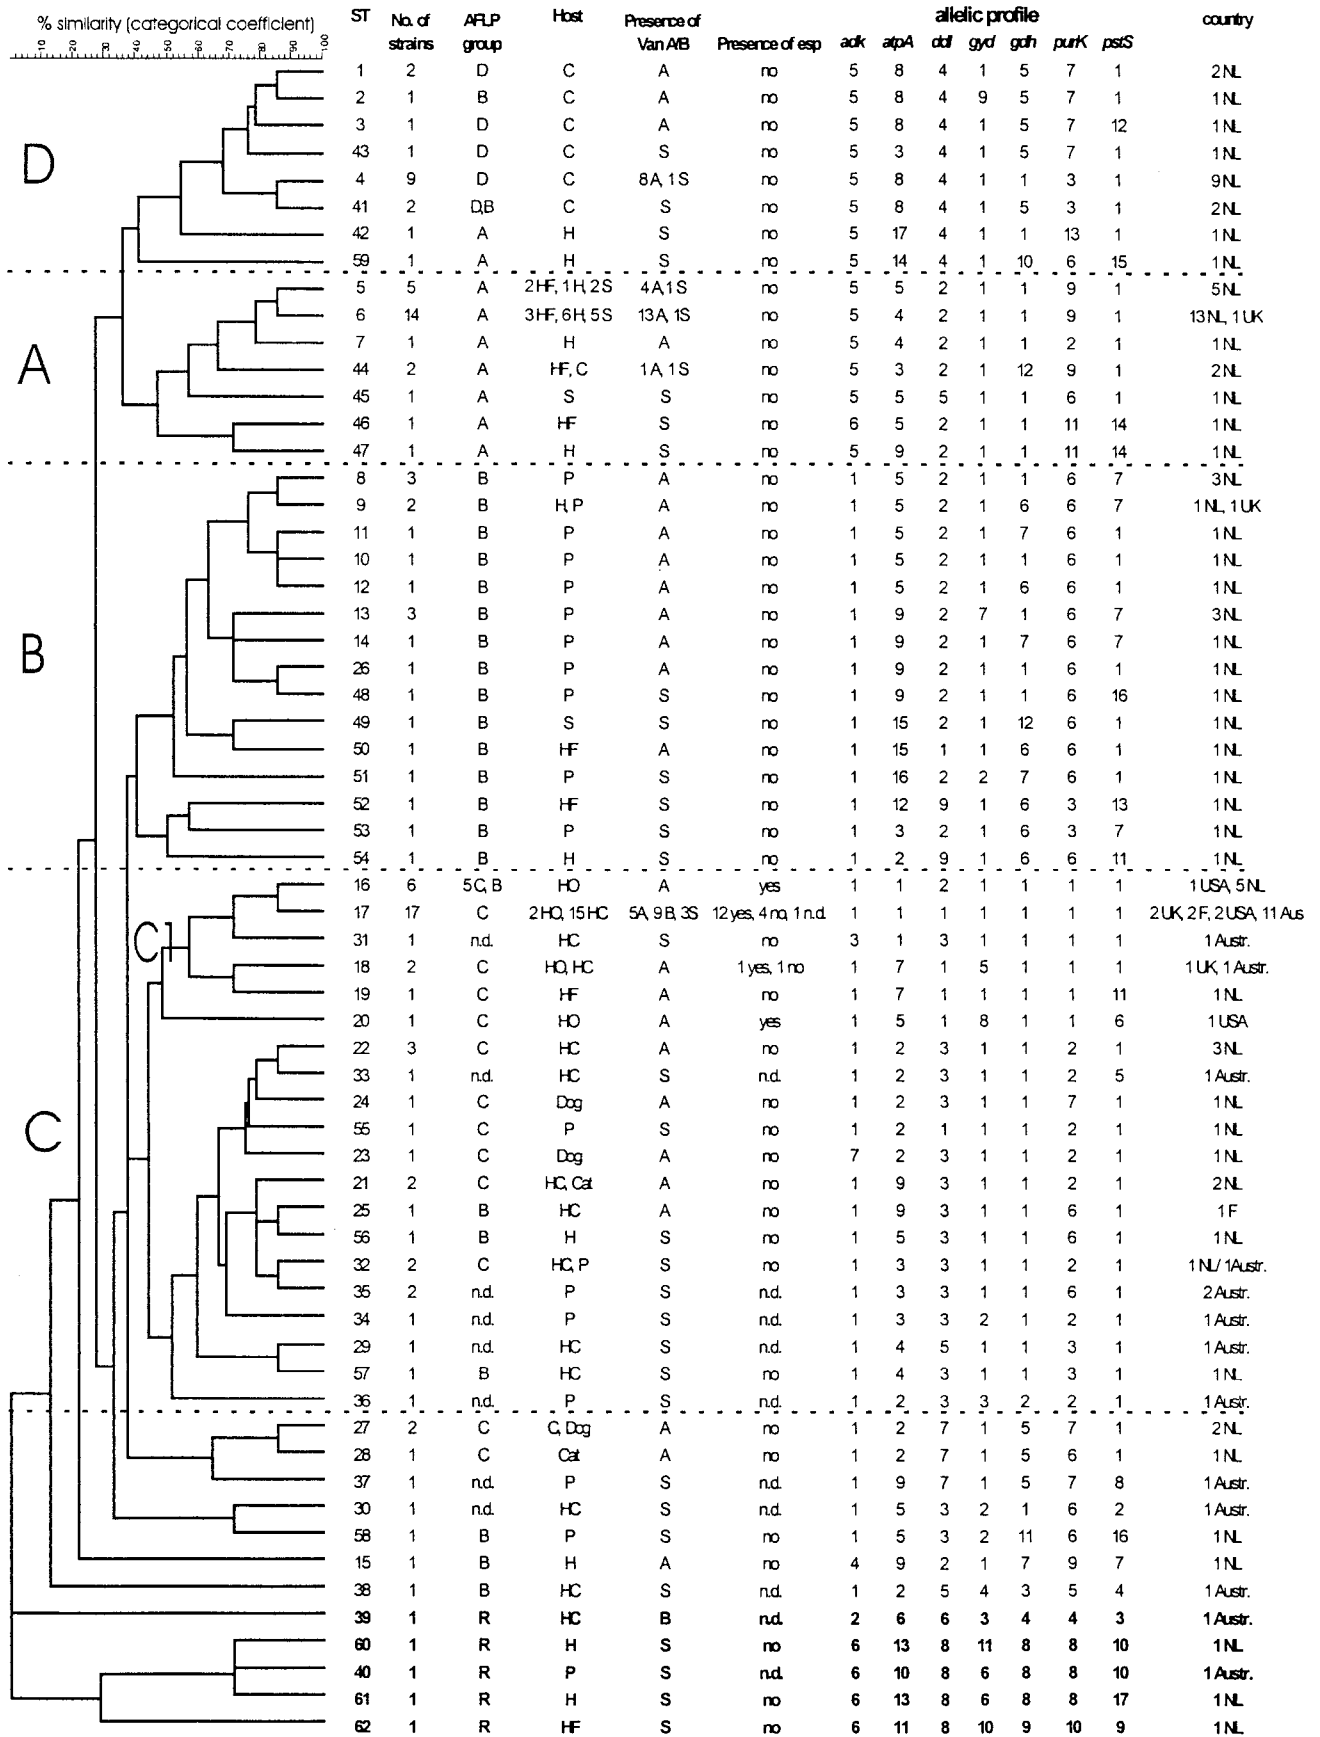 % similarity (categorical coefficient)
10 20 30 40 50 60 70 80 90 100
ST No. of strains AFLP group Host Presence of Van A/B Presence of esp allelic profile country
adk atpA ddl gyd gdh purK pstS
D
A
B
C1
C
1 2 D C A no 5 8 4 1 5 7 1 2 NL
2 1 B C A no 5 8 4 9 5 7 1 1 NL
3 1 D C A no 5 8 4 1 5 7 12 1 NL
43 1 D C S no 5 3 4 1 5 7 1 1 NL
4 9 D C 8 A, 1 S no 5 8 4 1 1 3 1 9 NL
41 2 D,B C S no 5 8 4 1 5 3 1 2 NL
42 1 A H S no 5 17 4 1 1 13 1 1 NL
59 1 A H S no 5 14 4 1 10 6 15 1 NL
5 5 A 2 HF, 1 H, 2 S 4 A,1 S no 5 5 2 1 1 9 1 5 NL
6 14 A 3 HF, 6 H, 5 S 13 A, 1S no 5 4 2 1 1 9 1 13 NL, 1 UK
7 1 A H A no 5 4 2 1 1 2 1 1 NL
44 2 A HF, C 1 A, 1 S no 5 3 2 1 12 9 1 2 NL
45 1 A S S no 5 5 5 1 1 6 1 1 NL
46 1 A HF S no 6 5 2 1 1 11 14 1 NL
47 1 A H S no 5 9 2 1 1 11 14 1 NL
8 3 B P A no 1 5 2 1 1 6 7 3 NL
9 2 B H, P A no 1 5 2 1 6 6 7 1 NL, 1 UK
11 1 B P A no 1 5 2 1 7 6 1 1 NL
10 1 B P A no 1 5 2 1 1 6 1 1 NL
12 1 B P A no 1 5 2 1 6 6 1 1 NL
13 3 B P A no 1 9 2 7 1 6 7 3 NL
14 1 B P A no 1 9 2 1 7 6 7 1 NL
26 1 B P A no 1 9 2 1 1 6 1 1 NL
48 1 B P S no 1 9 2 1 1 6 16 1 NL
49 1 B S S no 1 15 2 1 12 6 1 1 NL
50 1 B HF A no 1 15 1 1 6 6 1 1 NL
51 1 B P S no 1 16 2 2 7 6 1 1 NL
52 1 B HF S no 1 12 9 1 6 3 13 1 NL
53 1 B P S no 1 3 2 1 6 3 7 1 NL
54 1 B H S no 1 2 9 1 6 6 11 1 NL
16 6 5 C, B HO A yes 1 1 2 1 1 1 1 1 USA, 5 NL
17 17 C 2 HO, 15 HC 5A, 9 B, 3S 12 yes, 4 no, 1 n.d. 1 1 1 1 1 1 1 2 UK, 2 F, 2 USA, 11 Aus
31 1 n.d. HC S no 3 1 3 1 1 1 1 1 Austr.
18 2 C HO, HC A 1 yes, 1 no 1 7 1 5 1 1 1 1 UK, 1 Austr.
19 1 C HF A no 1 7 1 1 1 1 11 1 NL
20 1 C HO A yes 1 5 1 8 1 1 6 1 USA
22 3 C HC A no 1 2 3 1 1 2 1 3 NL
33 1 n.d. HC S n.d. 1 2 3 1 1 2 5 1 Austr.
24 1 C Dog A no 1 2 3 1 1 7 1 1 NL
55 1 C P S no 1 2 1 1 1 2 1 1 NL
23 1 C Dog A no 7 2 3 1 1 2 1 1 NL
21 2 C HC, Cat A no 1 9 3 1 1 2 1 2 NL
25 1 B HC A no 1 9 3 1 1 6 1 1 F
56 1 B H S no 1 5 3 1 1 6 1 1 NL
32 2 C HC, P S no 1 3 3 1 1 2 1 1 NL/ 1Austr.
35 2 n.d. P S n.d. 1 3 3 1 1 6 1 2 Austr.
34 1 n.d. P S n.d. 1 3 3 2 1 2 1 1 Austr.
29 1 n.d. HC S n.d. 1 4 5 1 1 3 1 1 Austr.
57 1 B HC S no 1 4 3 1 1 3 1 1 NL
36 1 n.d. P S n.d. 1 2 3 3 2 2 1 1 Austr.
27 2 C C, Dog A no 1 2 7 1 5 7 1 2 NL
28 1 C Cat A no 1 2 7 1 5 6 1 1 NL
37 1 n.d. P S n.d. 1 9 7 1 5 7 8 1 Austr.
30 1 n.d. HC S n.d. 1 5 3 2 1 6 2 1 Austr.
58 1 B P S no 1 5 3 2 11 6 16 1 NL
15 1 B H A no 4 9 2 1 7 9 7 1 NL
38 1 B HC S n.d. 1 2 5 4 3 5 4 1 Austr.
39 1 R HC B n.d. 2 6 6 3 4 4 3 1 Austr.
60 1 R H S no 6 13 8 11 8 8 10 1 NL
40 1 R P S n.d. 6 10 8 6 8 8 10 1 Austr.
61 1 R H S no 6 13 8 6 8 8 17 1 NL
62 1 R HF S no 6 11 8 10 9 10 9 1 NL